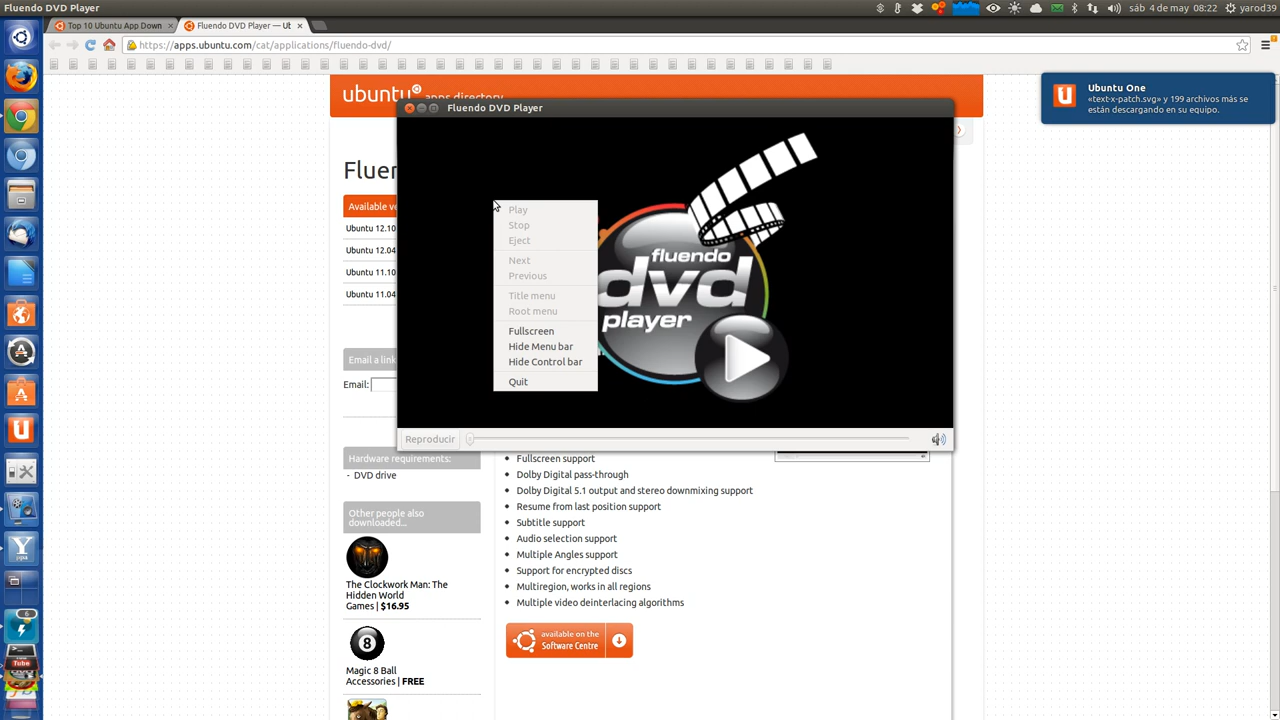 Fluendo DVD Player
sáb 4 de may 08:22
yarod39
Top 10 Ubuntu App Down
Fluendo DVD Player — Ub
https://apps.ubuntu.com/cat/applications/fluendo-dvd/
Ubuntu One
«text-x-patch.svg» y 199 archivos más se
están descargando en su equipo.
ubuntu apps directory
Fluendo DVD Player
Flue
Available ve
Ubuntu 12.10
Ubuntu 12.04
Ubuntu 11.10
Ubuntu 11.04
Email a link
Email:
Play
Stop
Eject
Next
Previous
Title menu
Root menu
Fullscreen
Hide Menu bar
Hide Control bar
Quit
fluendo
dvd
player
Reproducir
Hardware requirements:
- DVD drive
Other people also
downloaded...
The Clockwork Man: The
Hidden World
Games | $16.95
8
Magic 8 Ball
Accessories | FREE
Fullscreen support
Dolby Digital pass-through
Dolby Digital 5.1 output and stereo downmixing support
Resume from last position support
Subtitle support
Audio selection support
Multiple Angles support
Support for encrypted discs
Multiregion, works in all regions
Multiple video deinterlacing algorithms
available on the
Software Centre
6
Tube